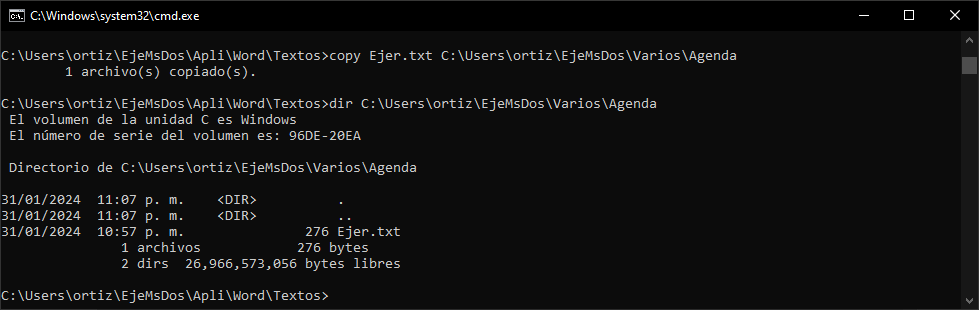 C:\Windows\system32\cmd.exe
C:\Users\ortiz\EjeMsDos\Apli\Word\Textos>copy Ejer.txt C:\Users\ortiz\EjeMsDos\Varios\Agenda
        1 archivo(s) copiado(s).
C:\Users\ortiz\EjeMsDos\Apli\Word\Textos>dir C:\Users\ortiz\EjeMsDos\Varios\Agenda
 El volumen de la unidad C es Windows
 El número de serie del volumen es: 96DE-20EA
 Directorio de C:\Users\ortiz\EjeMsDos\Varios\Agenda
31/01/2024  11:07 p. m.    <DIR>          .
31/01/2024  11:07 p. m.    <DIR>          ..
31/01/2024  10:57 p. m.               276 Ejer.txt
               1 archivos            276 bytes
               2 dirs  26,966,573,056 bytes libres
C:\Users\ortiz\EjeMsDos\Apli\Word\Textos>